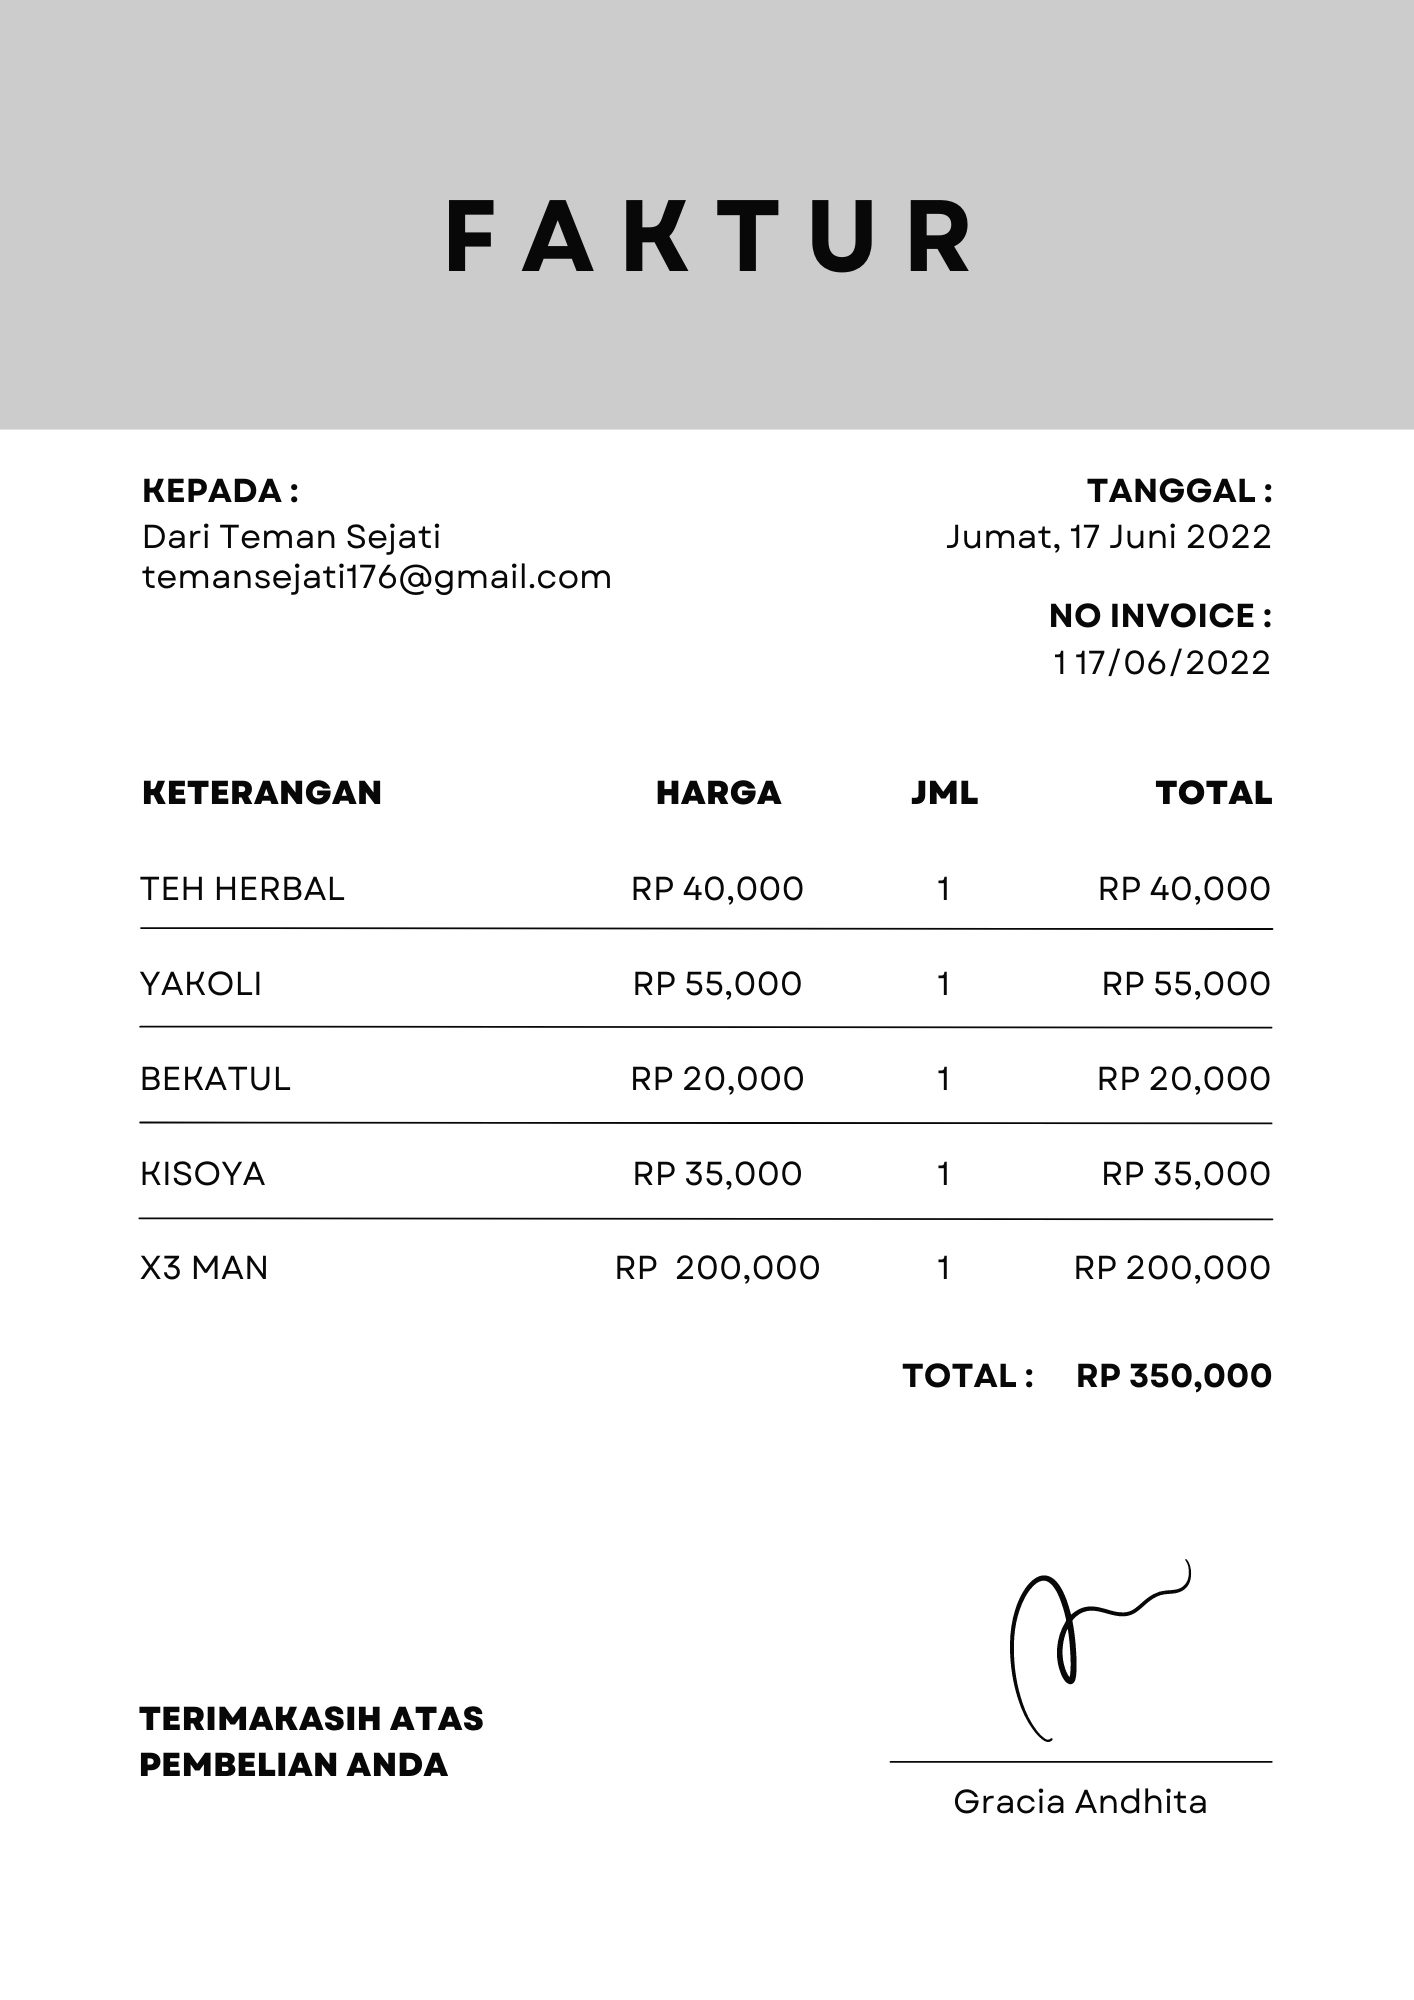 FAKTUR
KEPADA :
Dari Teman Sejati
temansejati176@gmail.com
TANGGAL :
Jumat, 17 Juni 2022
NO INVOICE :
1 17/06/2022
KETERANGAN HARGA JML TOTAL
TEH HERBAL RP 40,000 1 RP 40,000
YAKOLI RP 55,000 1 RP 55,000
BEKATUL RP 20,000 1 RP 20,000
KISOYA RP 35,000 1 RP 35,000
X3 MAN RP 200,000 1 RP 200,000
TOTAL : RP 350,000
TERIMAKASIH ATAS
PEMBELIAN ANDA
Gracia Andhita